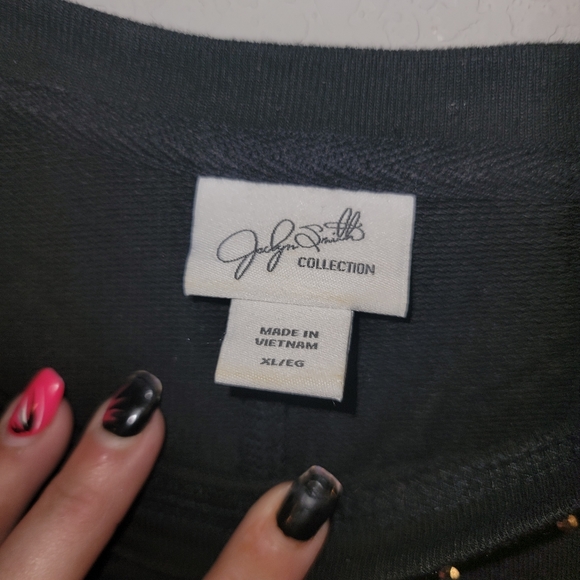 Jaclyn Smith
COLLECTION
MADE IN
VIETNAM
XL/EG